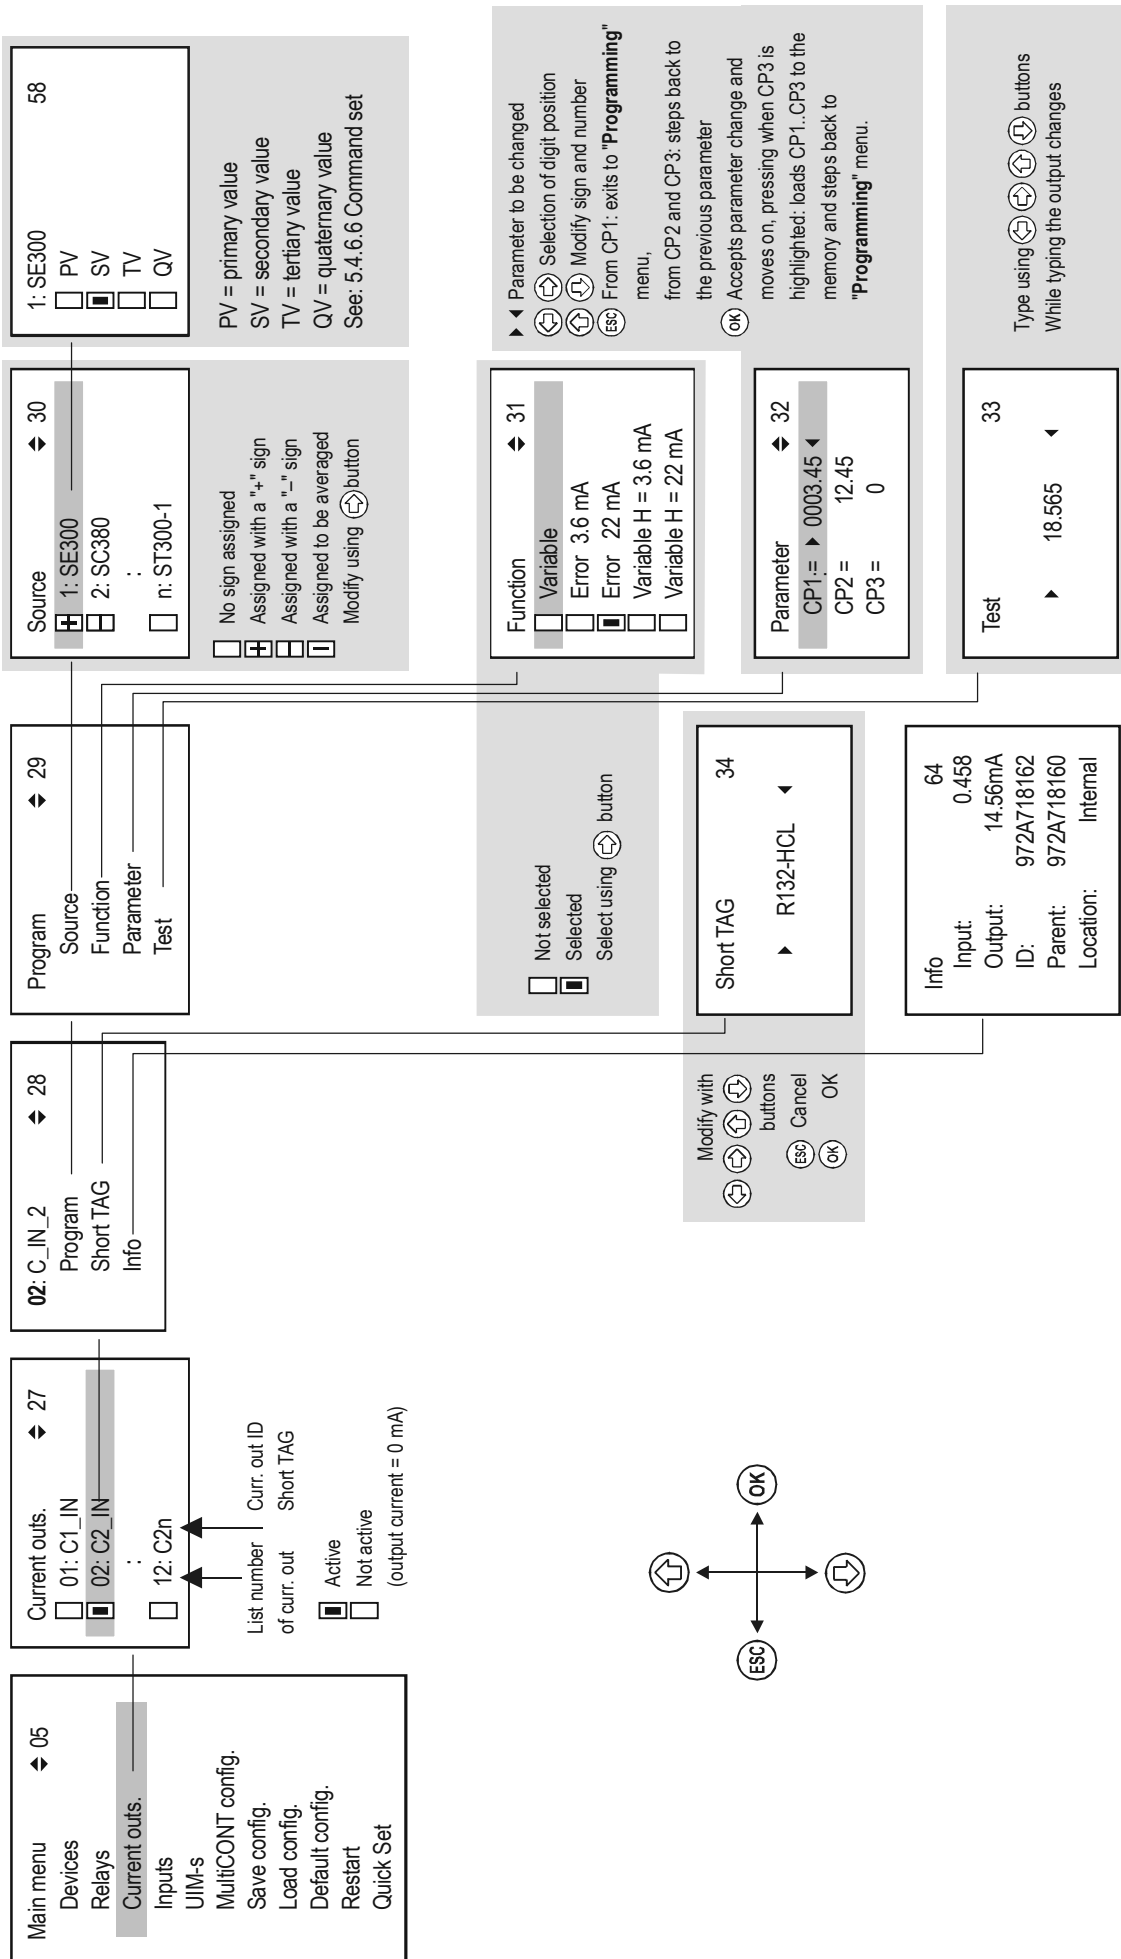 Main menu 05
Devices
Relays
Current outs.
Inputs
UIM-s
MultiCONT config.
Save config.
Load config.
Default config.
Restart
Quick Set
Current outs. 27
01: C1_IN
02: C2_IN
:
12: C2n
List number
of curr. out
Curr. out ID
Short TAG
Active
Not active
(output current = 0 mA)
02: C_IN_2 28
Program
Short TAG
Info
Program 29
Source
Function
Parameter
Test
Source 30
1: SE300
2: SC380
:
n: ST300-1
No sign assigned
Assigned with a "+" sign
Assigned with a "–" sign
Assigned to be averaged
Modify using button
1: SE300 58
PV
SV
TV
QV
PV = primary value
SV = secondary value
TV = tertiary value
QV = quaternary value
See: 5.4.6.6 Command set
Not selected
Selected
Select using button
Function 31
Variable
Error 3.6 mA
Error 22 mA
Variable H = 3.6 mA
Variable H = 22 mA
Parameter to be changed
Selection of digit position
Modify sign and number
ESC From CP1: exits to "Programming"
menu,
from CP2 and CP3: steps back to
the previous parameter
OK Accepts parameter change and
moves on, pressing when CP3 is
highlighted: loads CP1..CP3 to the
memory and steps back to
"Programming" menu.
Modify with
buttons
ESC Cancel
OK OK
Short TAG 34
R132-HCL
Parameter 32
CP1:= 0003.45
CP2 = 12.45
CP3 = 0
Info 64
Input: 0.458
Output: 14.56mA
ID: 972A718162
Parent: 972A718160
Location: Internal
Test 33
18.565
Type using buttons
While typing the output changes
ESC
OK